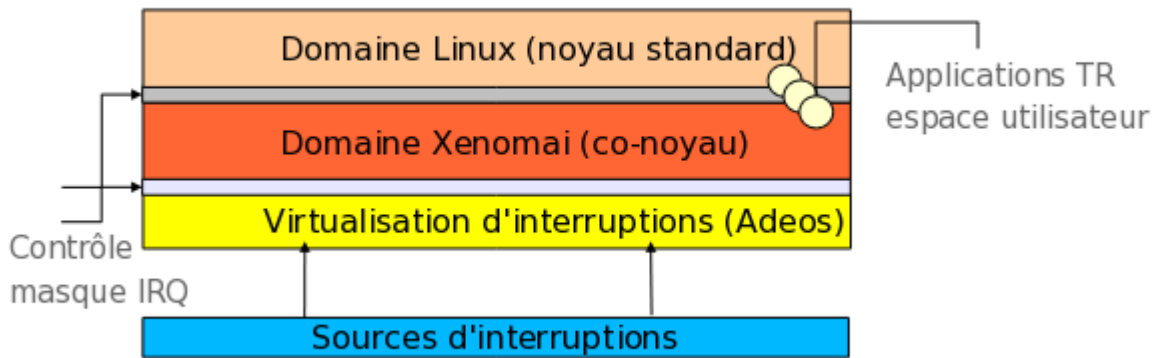 Domaine Linux (noyau standard)
Applications TR
espace utilisateur
Domaine Xenomai (co-noyau)
Virtualisation d'interruptions (Adeos)
Contrôle
masque IRQ
Sources d'interruptions